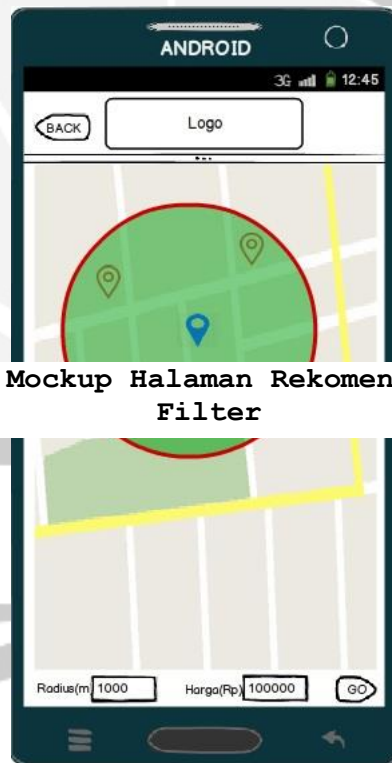 ANDROID
3G 12:45
BACK
Logo
Mockup Halaman Rekomen
Filter
Radius(m) 1000 Harga(Rp) 100000 GO